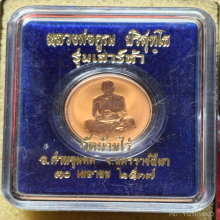 หลวงพ่อคูณ ปริสุทฺโธ
รุ่นเสาร์ห้า
วัดบ้านไร่
อ.ด่านขุนทด จ.นครราชสีมา
๓๐ เมษายน ๒๕๓๗